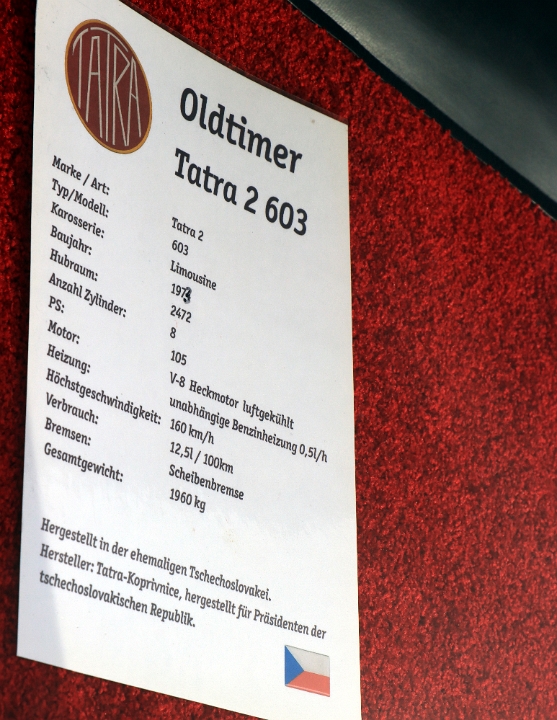 TATRA
Oldtimer
Tatra 2 603
Marke / Art: Tatra 2
Typ/Modell: 603
Karosserie: Limousine
Baujahr: 1973
Hubraum: 2472
Anzahl Zylinder: 8
PS: 105
Motor: V-8 Heckmotor luftgekühlt
Heizung: unabhängige Benzinheizung 0,5l/h
Höchstgeschwindigkeit: 160 km/h
Verbrauch: 12,5l / 100km
Bremsen: Scheibenbremse
Gesamtgewicht: 1960 kg
Hergestellt in der ehemaligen Tschechoslovakei.
Hersteller: Tatra-Koprivnice, hergestellt für Präsidenten der
tschechoslovakischen Republik.